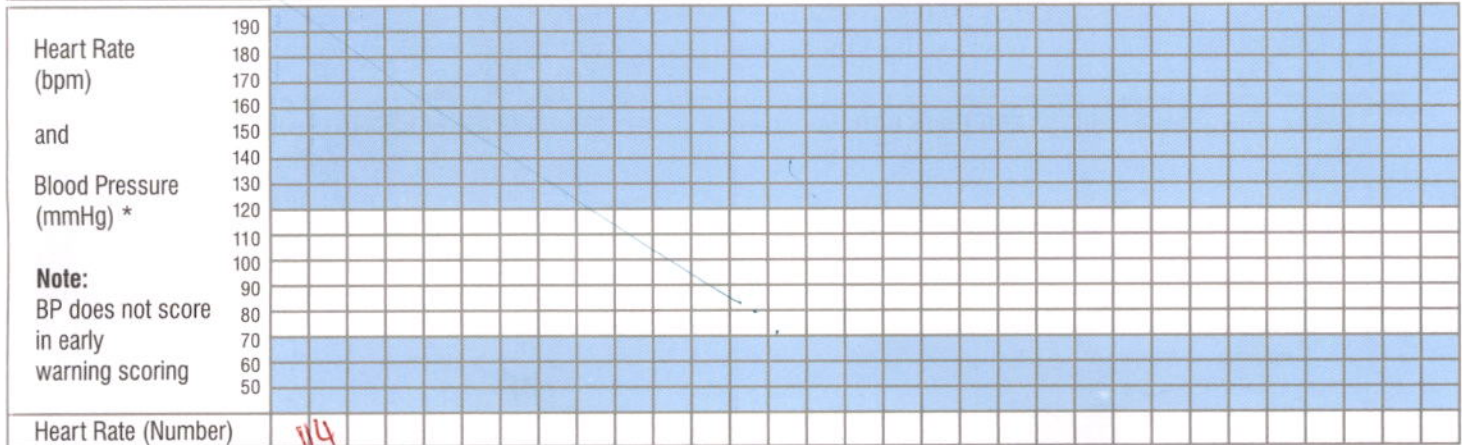 190
Heart Rate
180
(bpm)
170
160
and
150
140
Blood Pressure
130
(mmHg) *
120
110
100
Note:
90
BP does not score
80
in early
70
warning scoring
60
50
Heart Rate (Number)
114